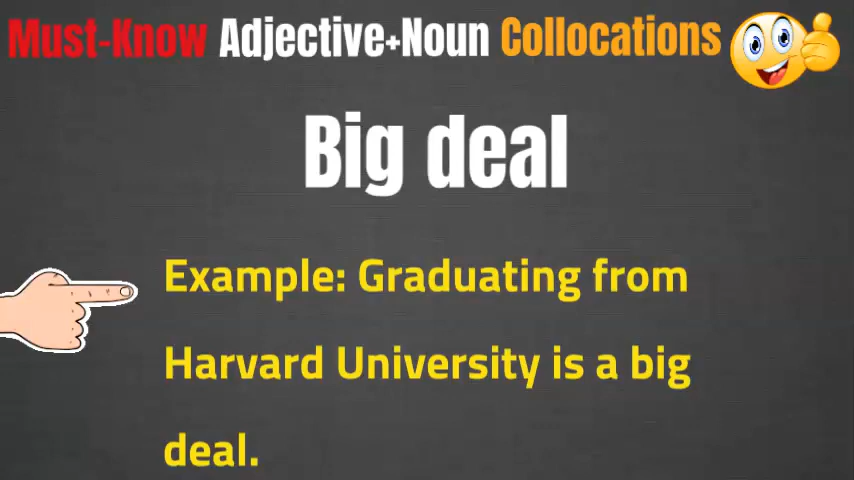 Must-Know Adjective+Noun Collocations
Big deal
Example: Graduating from
Harvard University is a big
deal.